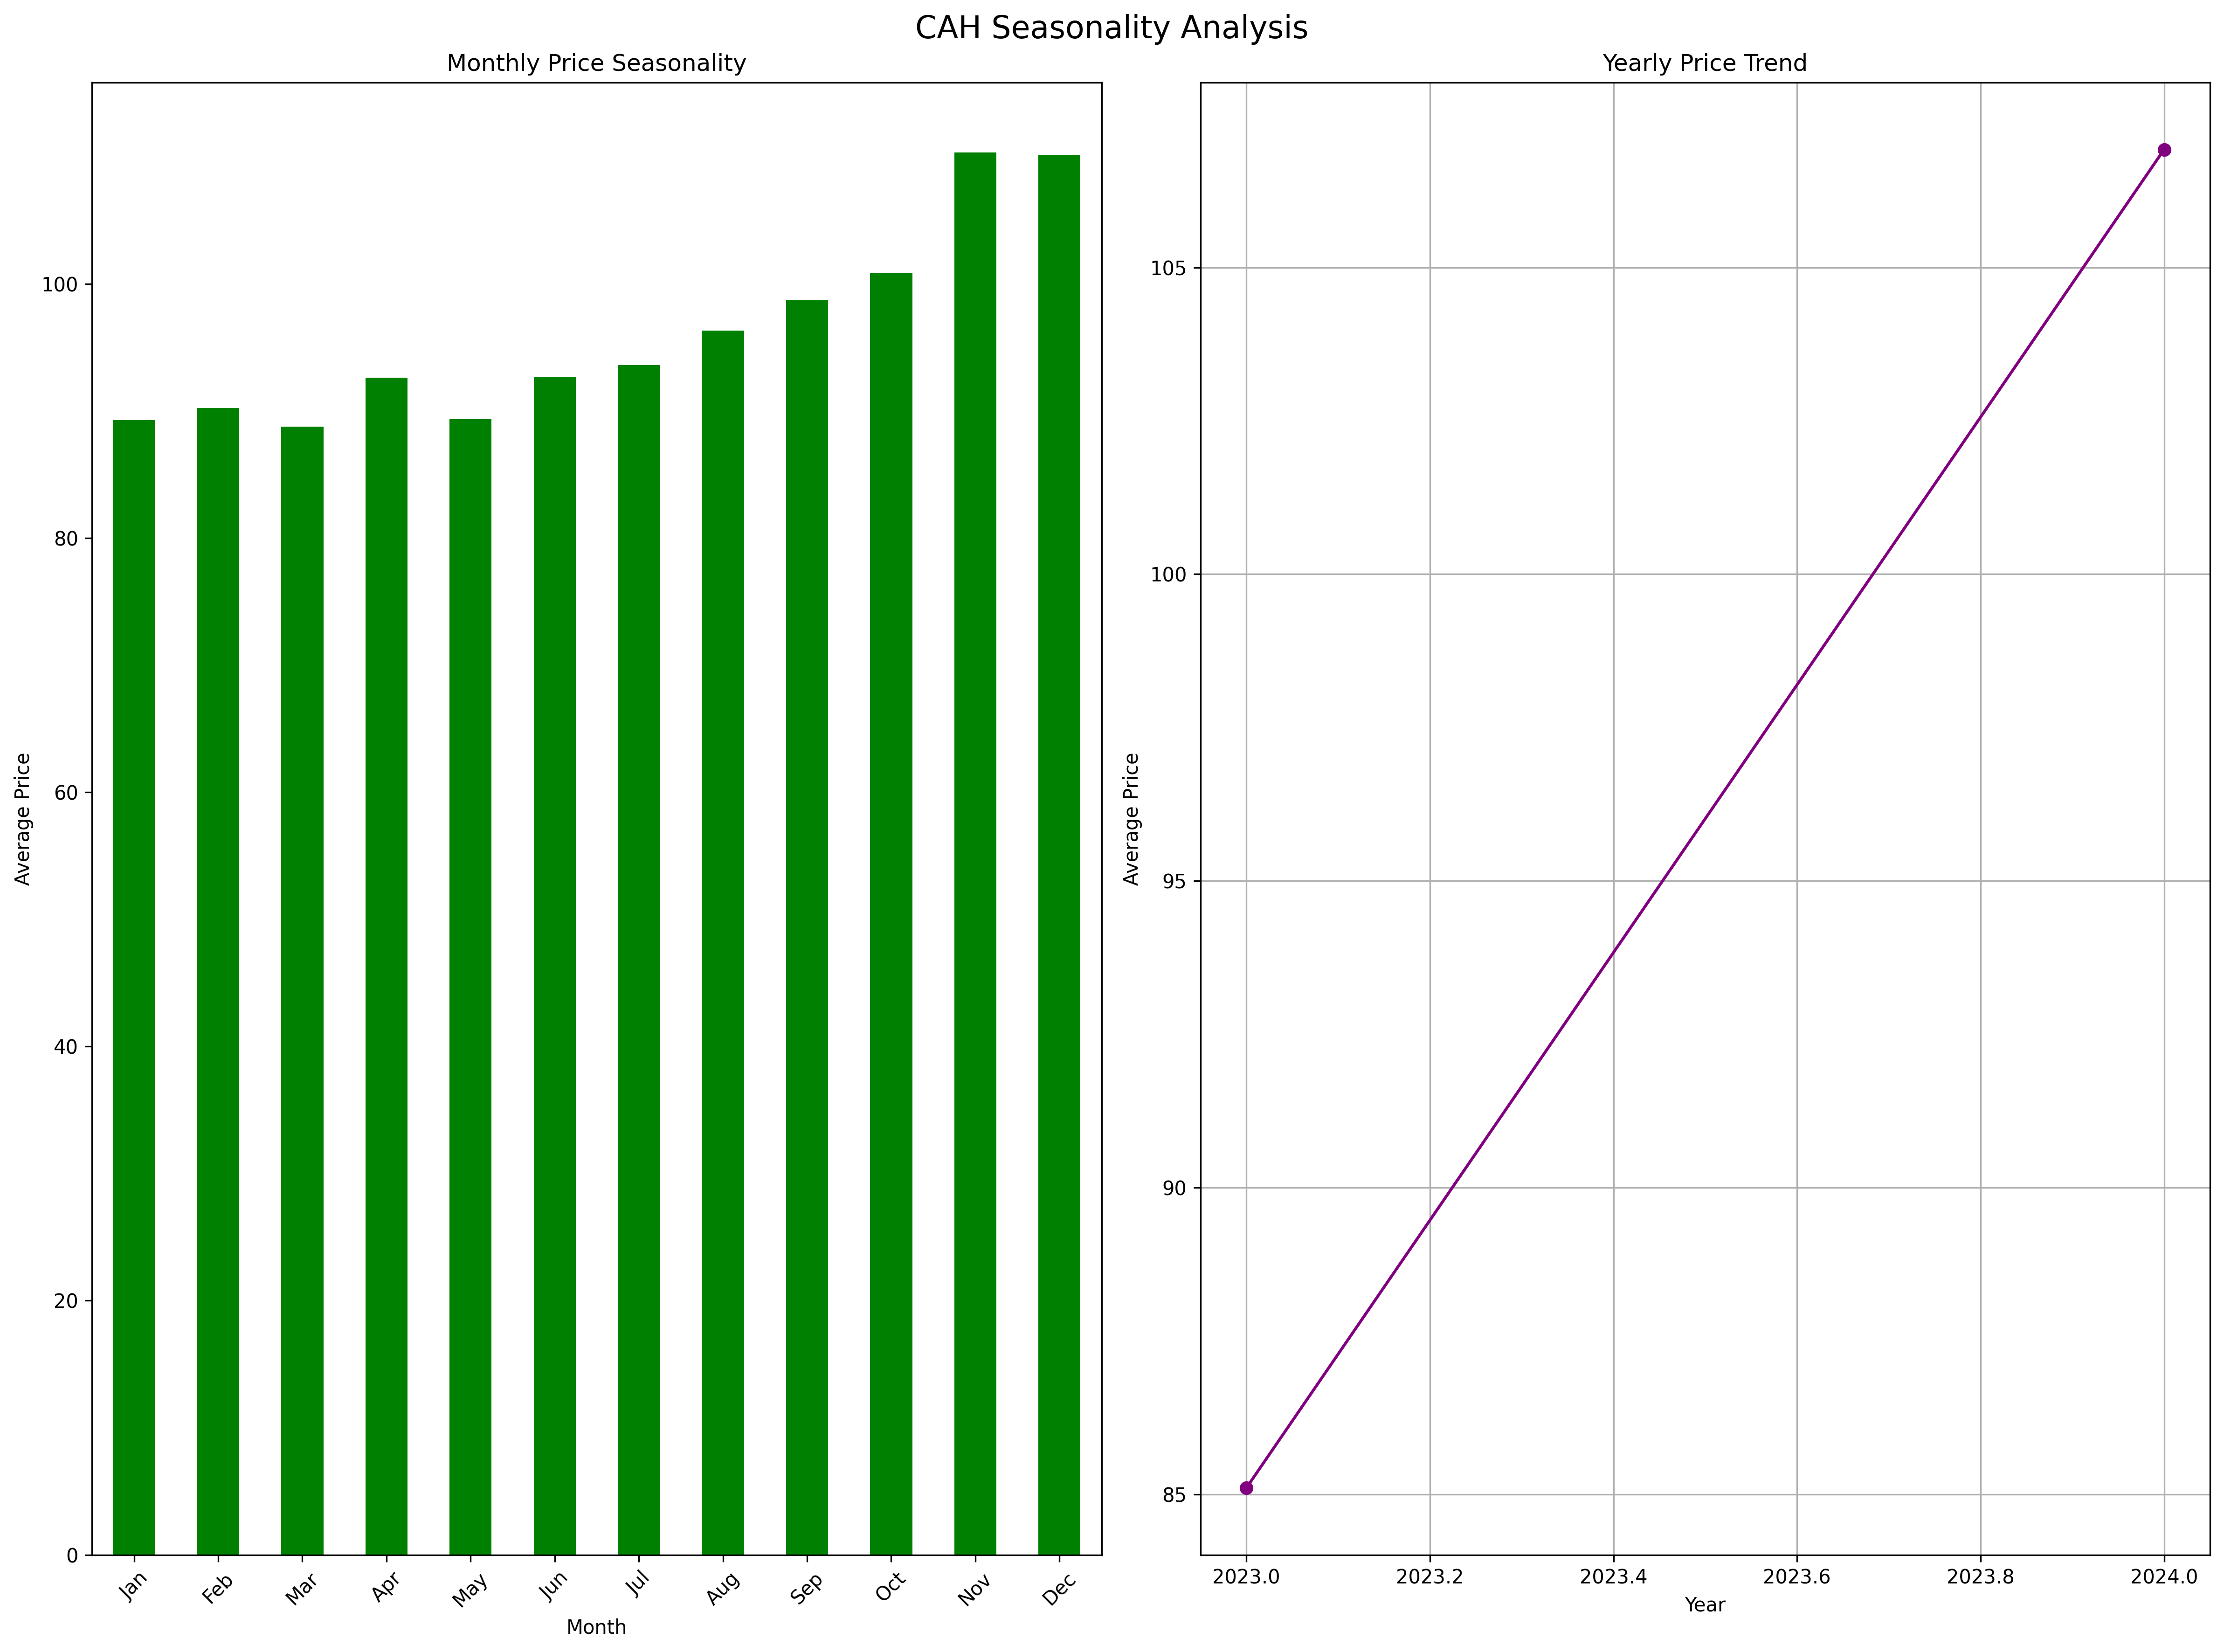 CAH Seasonality Analysis
Monthly Price Seasonality
Average Price
100
80
60
40
20
0
Jan Feb Mar Apr May Jun Jul Aug Sep Oct Nov Dec
Month
Yearly Price Trend
Average Price
105
100
95
90
85
2023.0 2023.2 2023.4 2023.6 2023.8 2024.0
Year